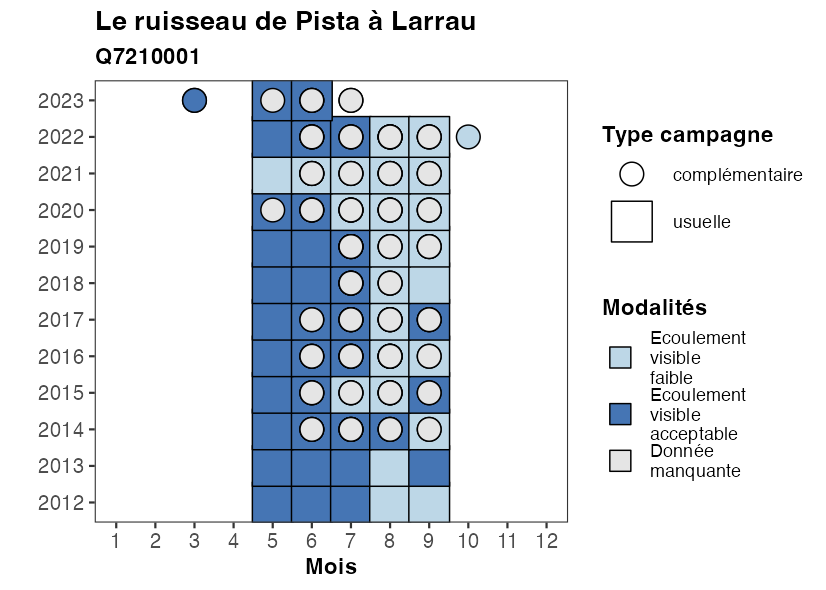 Le ruisseau de Pista à Larrau
Q7210001
2023
2022
2021
2020
2019
2018
2017
2016
2015
2014
2013
2012
1 2 3 4 5 6 7 8 9 10 11 12
Mois
Type campagne
complémentaire
usuelle
Modalités
Ecoulement
visible
faible
Ecoulement
visible
acceptable
Donnée
manquante